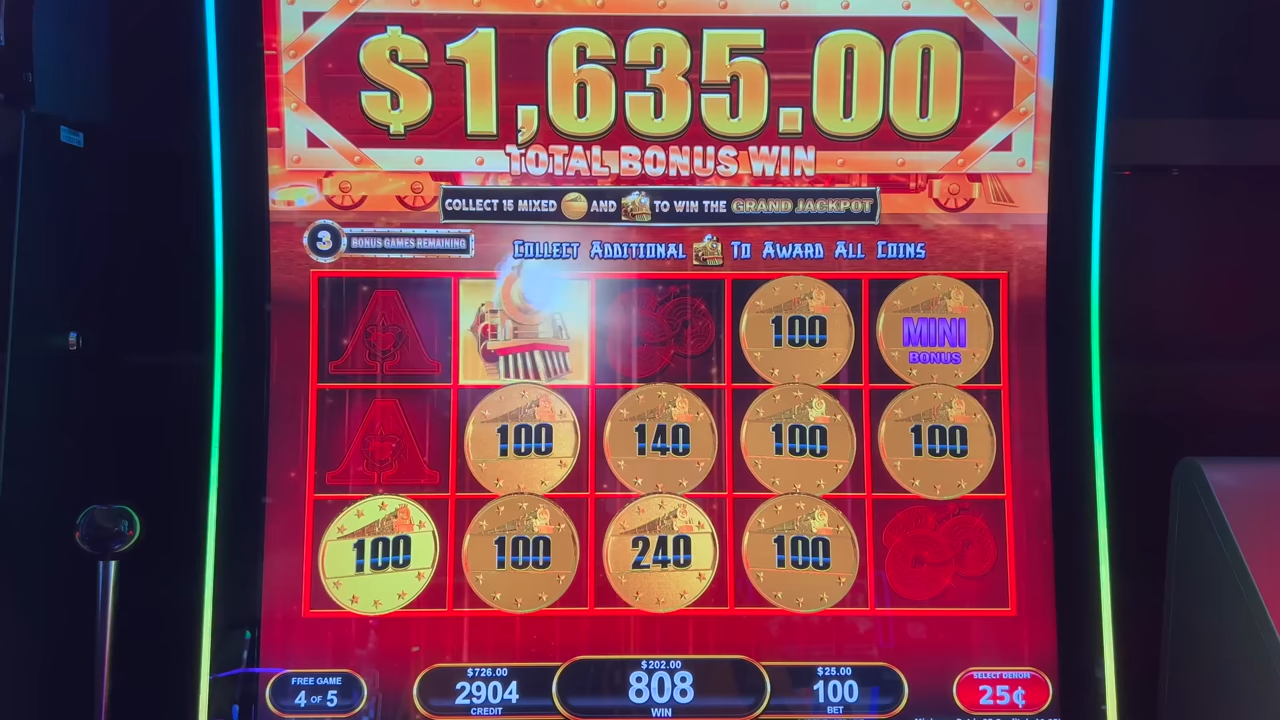 $1,635.00
TOTAL BONUS WIN
COLLECT 15 MIXED AND TO WIN THE GRAND JACKPOT
3 BONUS GAMES REMAINING
COLLECT ADDITIONAL TO AWARD ALL COINS
A
100
MINI
BONUS
A
100
140
100
100
100
100
240
100
FREE GAME
4 OF 5
$726.00
2904
CREDIT
$202.00
808
WIN
$25.00
100
BET
SELECT DENOM
25¢